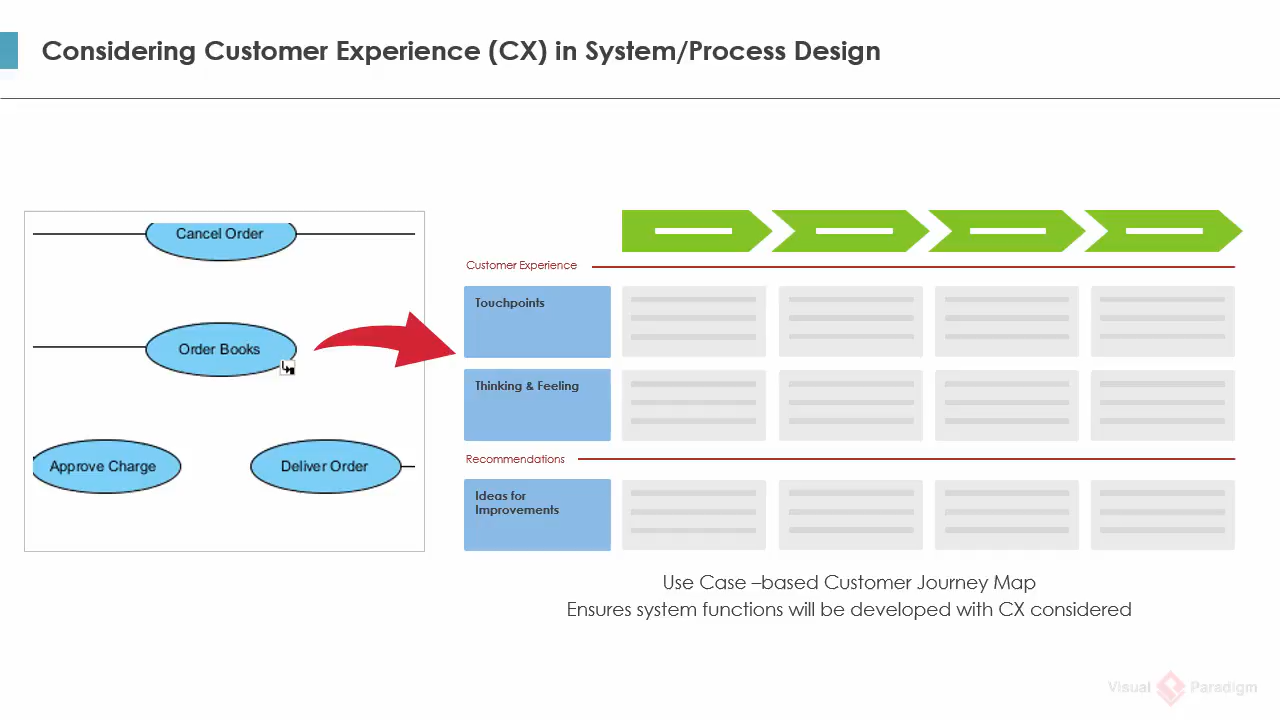 Considering Customer Experience (CX) in System/Process Design
Cancel Order
Order Books
Approve Charge
Deliver Order
Customer Experience
Touchpoints
Thinking & Feeling
Recommendations
Ideas for
Improvements
Use Case –based Customer Journey Map
Ensures system functions will be developed with CX considered
Visual Paradigm